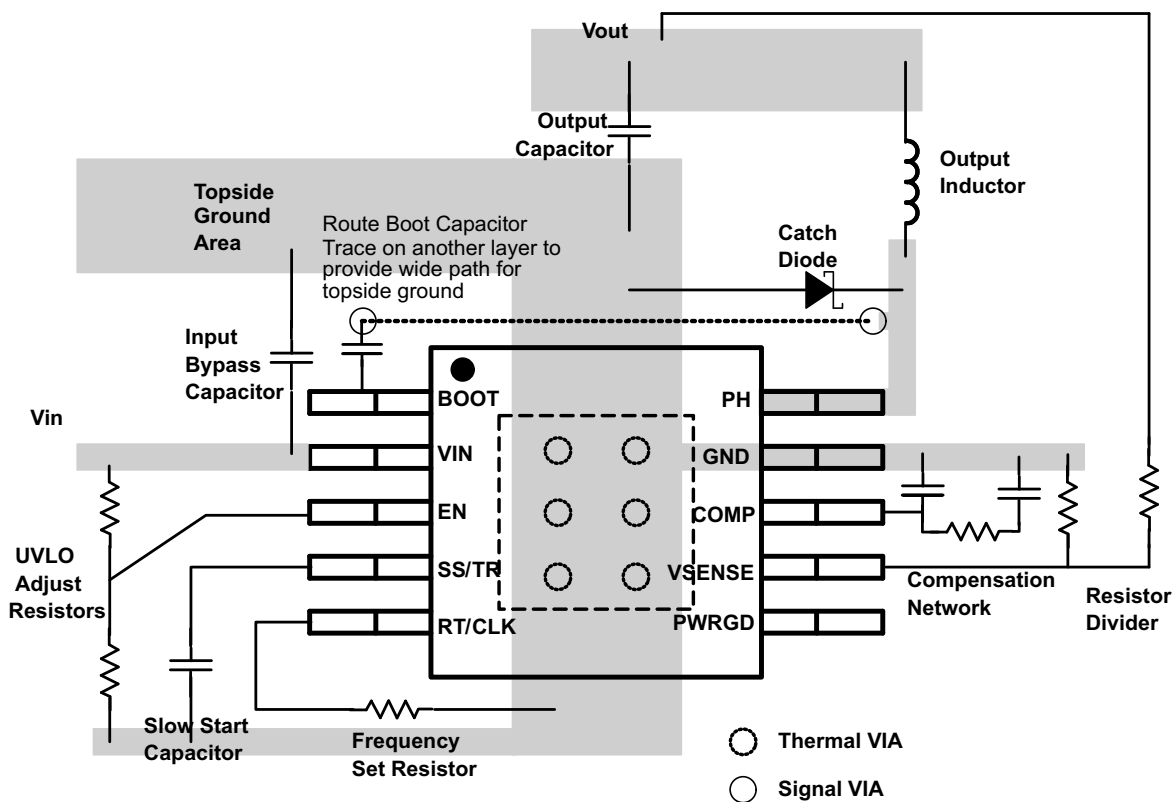 Vout
Output
Capacitor
Output
Inductor
Topside
Ground
Area
Route Boot Capacitor
Trace on another layer to
provide wide path for
topside ground
Catch
Diode
Input
Bypass
Capacitor
Vin
BOOT
PH
VIN
GND
EN
COMP
SS/TR
VSENSE
RT/CLK
PWRGD
UVLO
Adjust
Resistors
Compensation
Network
Resistor
Divider
Slow Start
Capacitor
Frequency
Set Resistor
Thermal VIA
Signal VIA